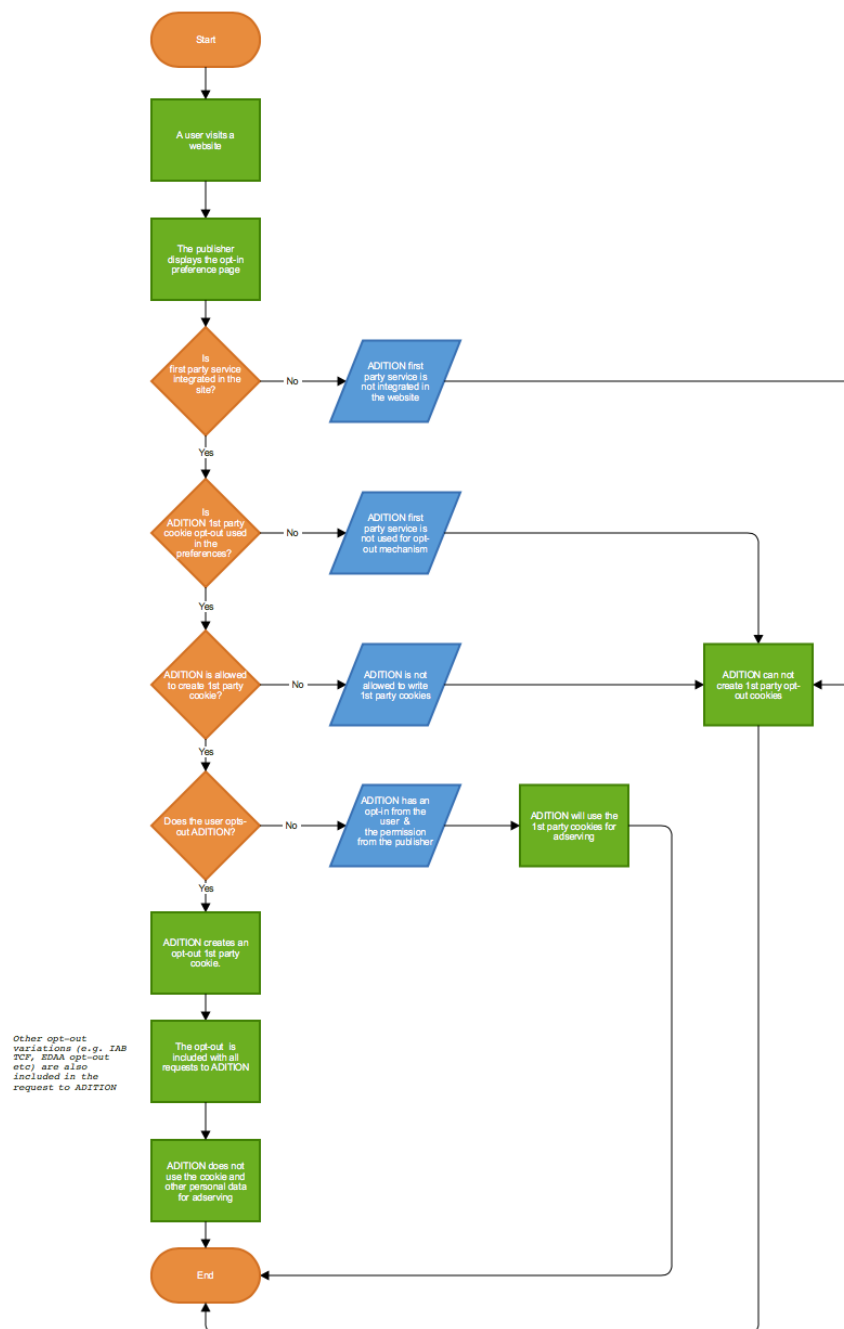 Start
A user visits a
website
The publisher
displays the opt-in
preference page
Is
first party service
integrated in the
site?
No
ADITION first
party service is
not integrated in
the website
Yes
Is
ADITION 1st party
cookie opt-out used
in the
preferences?
No
ADITION first
party service is
not used for opt-
out mechanism
Yes
ADITION is allowed
to create 1st party
cookie?
No
ADITION is not
allowed to write
1st party cookies
ADITION can not
create 1st party opt-
out cookies
Yes
Does the user opts-
out ADITION?
No
ADITION has an
opt-in from the
user &
the permission
from the publisher
ADITION will use the
1st party cookies for
adserving
Yes
ADITION creates an
opt-out 1st party
cookie.
Other opt-out
variations (e.g. IAB
TCF, EDAA opt-out
etc) are also
included in the
request to ADITION
The opt-out is
included with all
requests to ADITION
ADITION does not
use the cookie and
other personal data
for adserving
End